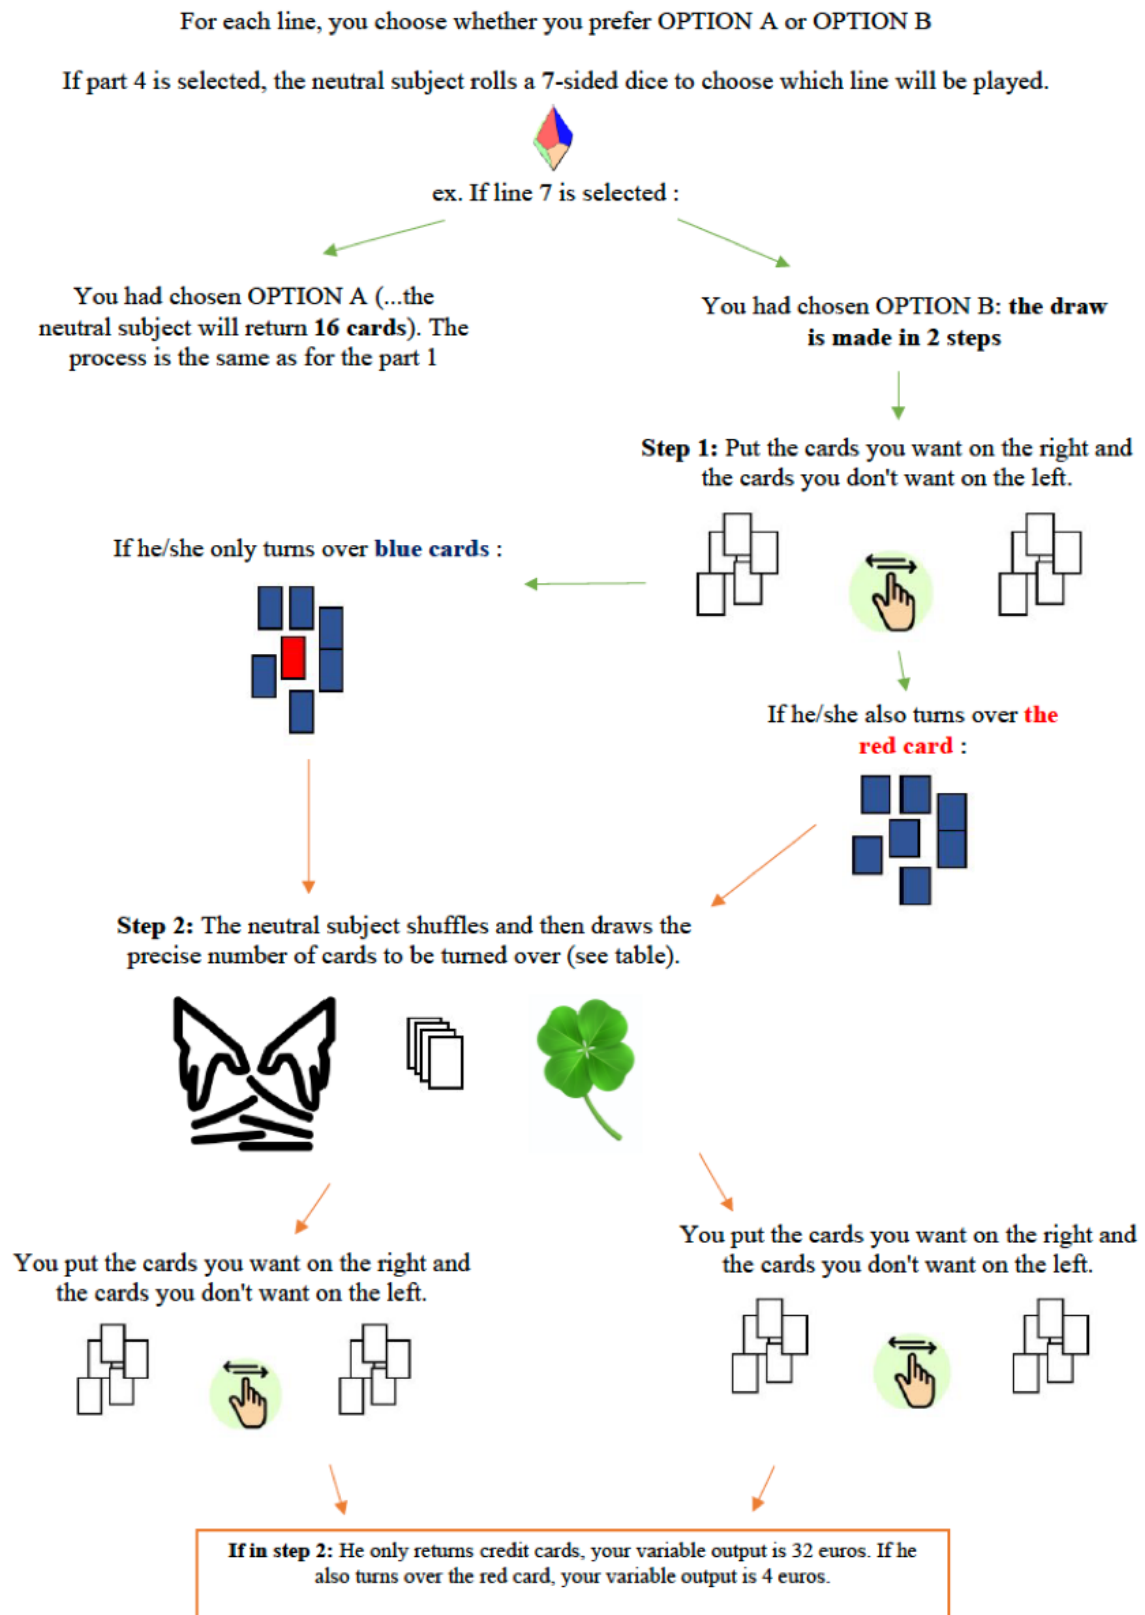 For each line, you choose whether you prefer OPTION A or OPTION B
If part 4 is selected, the neutral subject rolls a 7-sided dice to choose which line will be played.
ex. If line 7 is selected :
You had chosen OPTION A (...the
neutral subject will return 16 cards). The
process is the same as for the part 1
You had chosen OPTION B: the draw
is made in 2 steps
Step 1: Put the cards you want on the right and
the cards you don't want on the left.
If he/she only turns over blue cards :
If he/she also turns over the
red card :
Step 2: The neutral subject shuffles and then draws the
precise number of cards to be turned over (see table).
You put the cards you want on the right and
the cards you don't want on the left.
You put the cards you want on the right and
the cards you don't want on the left.
If in step 2: He only returns credit cards, your variable output is 32 euros. If he
also turns over the red card, your variable output is 4 euros.